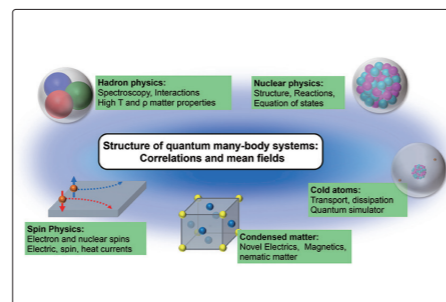 Hadron physics:
Spectroscopy, Interactions
High T and ρ matter properties
Nuclear physics:
Structure, Reactions,
Equation of states
Structure of quantum many-body systems:
Correlations and mean fields
Cold atoms:
Transport, dissipation
Quantum simulator
Spin Physics:
Electron and nuclear spins
Electric, spin, heat currents
Condensed matter:
Novel Electrics, Magnetics,
nematic matter